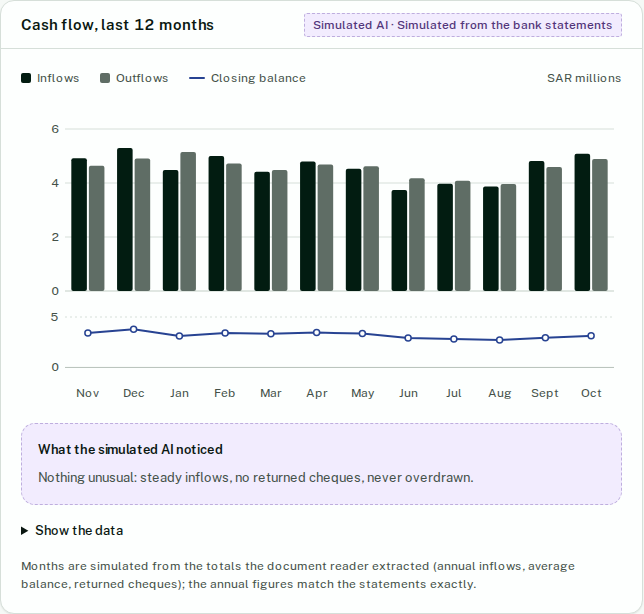 Cash flow, last 12 months
Simulated AI · Simulated from the bank statements
Inflows
Outflows
Closing balance
SAR millions
6
4
2
0
5
0
Nov Dec Jan Feb Mar Apr May Jun Jul Aug Sept Oct
What the simulated AI noticed
Nothing unusual: steady inflows, no returned cheques, never overdrawn.
Show the data
Months are simulated from the totals the document reader extracted (annual inflows, average
balance, returned cheques); the annual figures match the statements exactly.